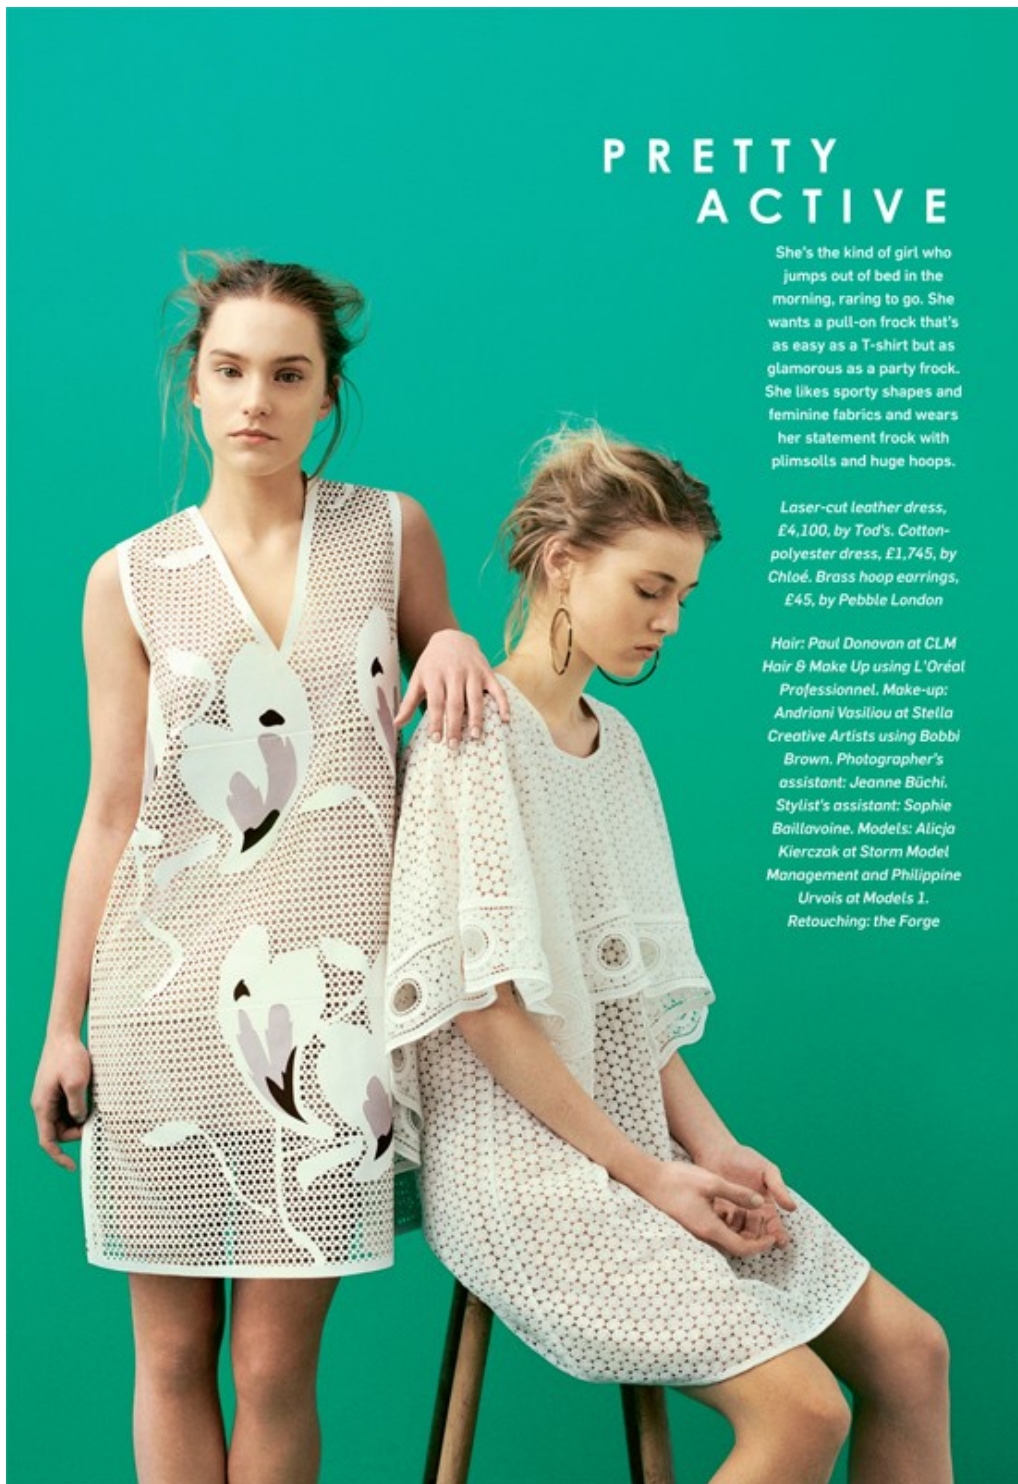 PRETTY
ACTIVE
She's the kind of girl who
jumps out of bed in the
morning, raring to go. She
wants a pull-on frock that's
as easy as a T-shirt but as
glamorous as a party frock.
She likes sporty shapes and
feminine fabrics and wears
her statement frock with
plimsolls and huge hoops.
Laser-cut leather dress,
£4,100, by Tod's. Cotton-
polyester dress, £1,745, by
Chloé. Brass hoop earrings,
£45, by Pebble London
Hair: Paul Donovan at CLM
Hair & Make Up using L'Oréal
Professionnel. Make-up:
Andriani Vasiliou at Stella
Creative Artists using Bobbi
Brown. Photographer's
assistant: Jeanne Büchi.
Stylist's assistant: Sophie
Baillavoine. Models: Alicja
Kierczak at Storm Model
Management and Philippine
Urvois at Models 1.
Retouching: the Forge